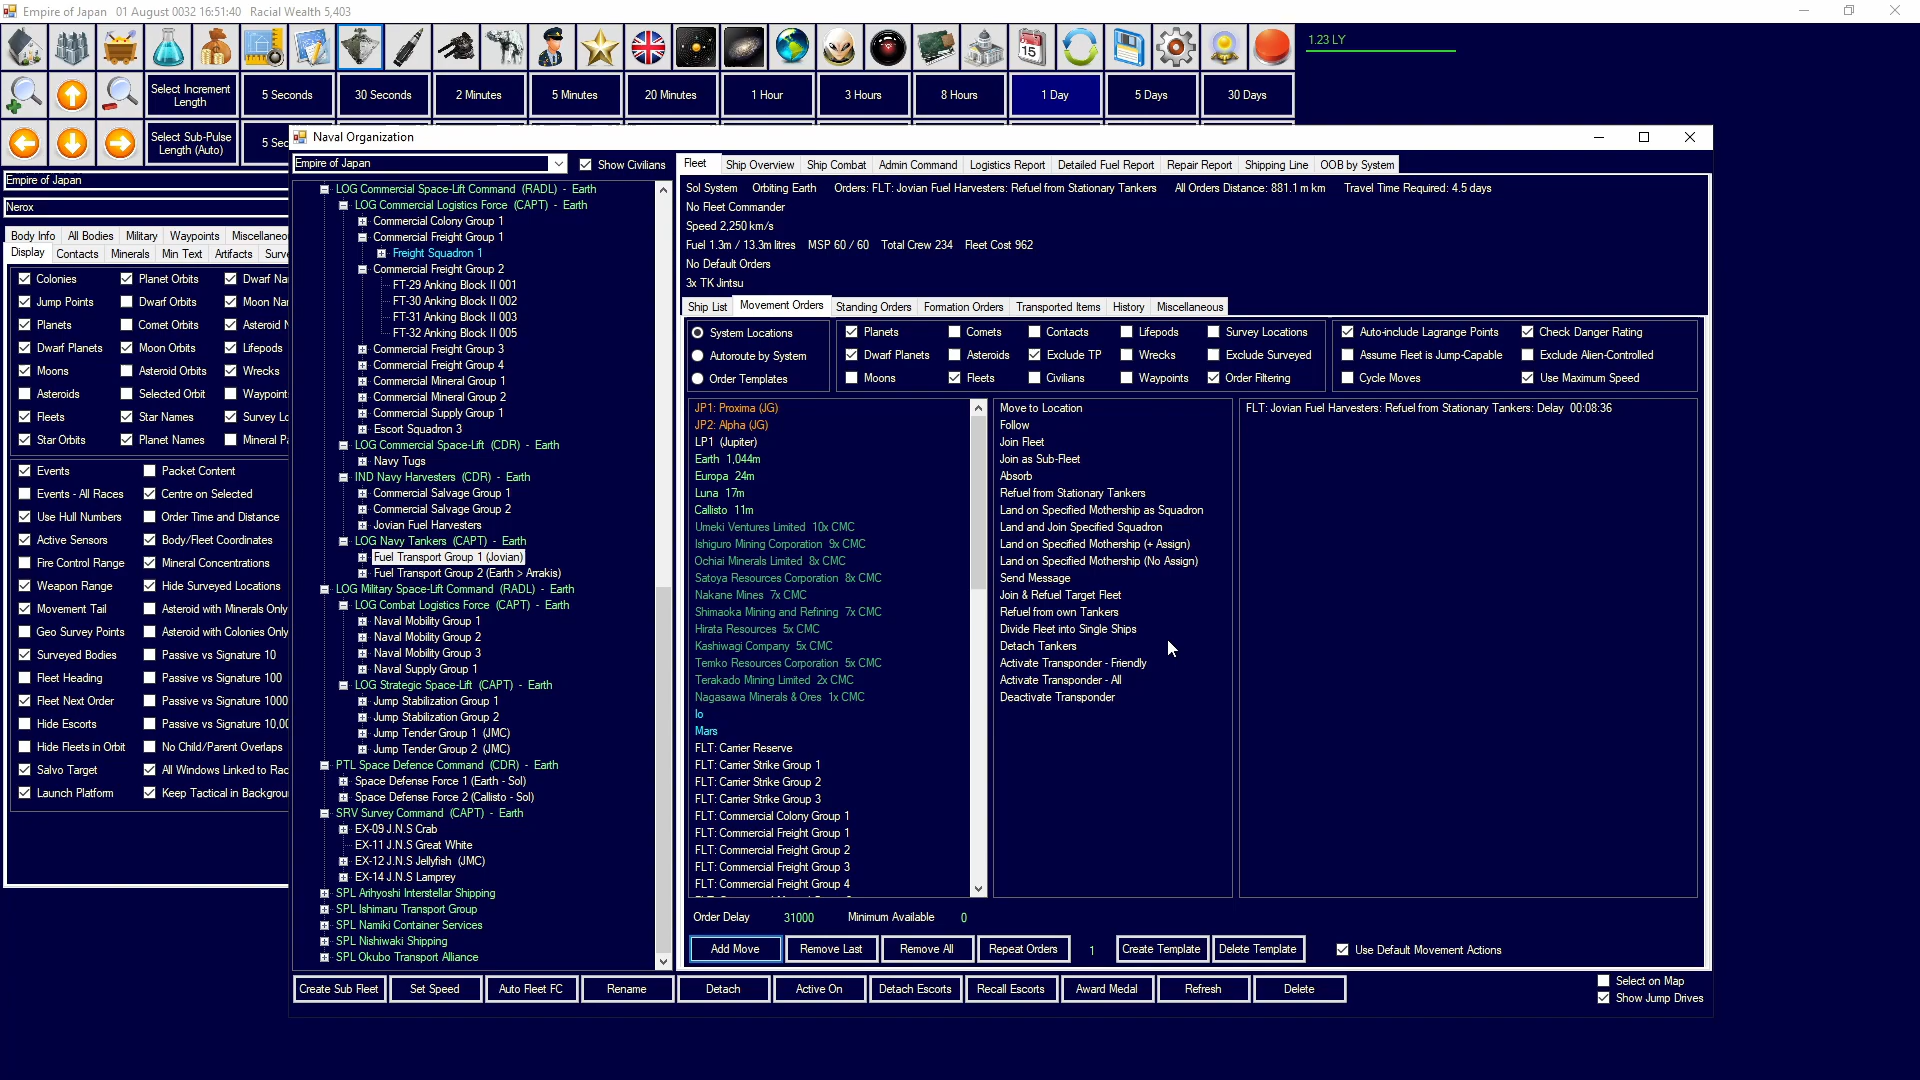 Empire of Japan   01 August 0032 16:51:40   Racial Wealth 5,403
1.23 LY
Select Increment Length
5 Seconds
30 Seconds
2 Minutes
5 Minutes
20 Minutes
1 Hour
3 Hours
8 Hours
1 Day
5 Days
30 Days
Select Sub-Pulse Length (Auto)
5 Sec
Empire of Japan
Nerox
Body Info   All Bodies   Military   Waypoints   Miscellaneou
Display   Contacts   Minerals   Min Text   Artifacts   Surv
Colonies   Planet Orbits   Dwarf Na
Jump Points   Dwarf Orbits   Moon Na
Planets   Comet Orbits   Asteroid N
Dwarf Planets   Moon Orbits   Lifepods
Moons   Asteroid Orbits   Wrecks
Asteroids   Selected Orbit   Waypoint
Fleets   Star Names   Survey Lo
Star Orbits   Planet Names   Mineral P
Events   Packet Content
Events - All Races   Centre on Selected
Use Hull Numbers   Order Time and Distance
Active Sensors   Body/Fleet Coordinates
Fire Control Range   Mineral Concentrations
Weapon Range   Hide Surveyed Locations
Movement Tail   Asteroid with Minerals Only
Geo Survey Points   Asteroid with Colonies Only
Surveyed Bodies   Passive vs Signature 10
Fleet Heading   Passive vs Signature 100
Fleet Next Order   Passive vs Signature 1000
Hide Escorts   Passive vs Signature 10,00
Hide Fleets in Orbit   No Child/Parent Overlaps
Salvo Target   All Windows Linked to Rac
Launch Platform   Keep Tactical in Backgrou
Naval Organization
Empire of Japan   Show Civilians
LOG Commercial Space-Lift Command (RADL) - Earth
LOG Commercial Logistics Force (CAPT) - Earth
Commercial Colony Group 1
Commercial Freight Group 1
Freight Squadron 1
Commercial Freight Group 2
FT-29 Anking Block II 001
FT-30 Anking Block II 002
FT-31 Anking Block II 003
FT-32 Anking Block II 005
Commercial Freight Group 3
Commercial Freight Group 4
Commercial Mineral Group 1
Commercial Mineral Group 2
Commercial Supply Group 1
Escort Squadron 3
LOG Commercial Space-Lift (CDR) - Earth
Navy Tugs
IND Navy Harvesters (CDR) - Earth
Commercial Salvage Group 1
Commercial Salvage Group 2
Jovian Fuel Harvesters
LOG Navy Tankers (CAPT) - Earth
Fuel Transport Group 1 (Jovian)
Fuel Transport Group 2 (Earth > Arrakis)
LOG Military Space-Lift Command (RADL) - Earth
LOG Combat Logistics Force (CAPT) - Earth
Naval Mobility Group 1
Naval Mobility Group 2
Naval Mobility Group 3
Naval Supply Group 1
LOG Strategic Space-Lift (CAPT) - Earth
Jump Stabilization Group 1
Jump Stabilization Group 2
Jump Tender Group 1 (JMC)
Jump Tender Group 2 (JMC)
PTL Space Defence Command (CDR) - Earth
Space Defense Force 1 (Earth - Sol)
Space Defense Force 2 (Callisto - Sol)
SRV Survey Command (CAPT) - Earth
EX-09 J.N.S Crab
EX-11 J.N.S Great White
EX-12 J.N.S Jellyfish (JMC)
EX-14 J.N.S Lamprey
SPL Arihyoshi Interstellar Shipping
SPL Ishimaru Transport Group
SPL Namiki Container Services
SPL Nishiwaki Shipping
SPL Okubo Transport Alliance
Fleet   Ship Overview   Ship Combat   Admin Command   Logistics Report   Detailed Fuel Report   Repair Report   Shipping Line   OOB by System
Sol System   Orbiting Earth   Orders: FLT: Jovian Fuel Harvesters: Refuel from Stationary Tankers   All Orders Distance: 881.1 m km   Travel Time Required: 4.5 days
No Fleet Commander
Speed 2,250 km/s
Fuel 1.3m / 13.3m litres   MSP 60 / 60   Total Crew 234   Fleet Cost 962
No Default Orders
3x TK Jintsu
Ship List   Movement Orders   Standing Orders   Formation Orders   Transported Items   History   Miscellaneous
System Locations   Planets   Comets   Contacts   Lifepods   Survey Locations   Auto-include Lagrange Points   Check Danger Rating
Autoroute by System   Dwarf Planets   Asteroids   Exclude TP   Wrecks   Exclude Surveyed   Assume Fleet is Jump-Capable   Exclude Alien-Controlled
Order Templates   Moons   Fleets   Civilians   Waypoints   Order Filtering   Cycle Moves   Use Maximum Speed
JP1: Proxima (JG)
JP2: Alpha (JG)
LP1 (Jupiter)
Earth 1,044m
Europa 24m
Luna 17m
Callisto 11m
Umeki Ventures Limited 10x CMC
Ishiguro Mining Corporation 9x CMC
Ochiai Minerals Limited 8x CMC
Satoya Resources Corporation 8x CMC
Nakane Mines 7x CMC
Shimaoka Mining and Refining 7x CMC
Hirata Resources 5x CMC
Kashiwagi Company 5x CMC
Temko Resources Corporation 5x CMC
Terakado Mining Limited 2x CMC
Nagasawa Minerals & Ores 1x CMC
Io
Mars
FLT: Carrier Reserve
FLT: Carrier Strike Group 1
FLT: Carrier Strike Group 2
FLT: Carrier Strike Group 3
FLT: Commercial Colony Group 1
FLT: Commercial Freight Group 1
FLT: Commercial Freight Group 2
FLT: Commercial Freight Group 3
FLT: Commercial Freight Group 4
Move to Location
Follow
Join Fleet
Join as Sub-Fleet
Absorb
Refuel from Stationary Tankers
Land on Specified Mothership as Squadron
Land and Join Specified Squadron
Land on Specified Mothership (+ Assign)
Land on Specified Mothership (No Assign)
Send Message
Join & Refuel Target Fleet
Refuel from own Tankers
Divide Fleet into Single Ships
Detach Tankers
Activate Transponder - Friendly
Activate Transponder - All
Deactivate Transponder
FLT: Jovian Fuel Harvesters: Refuel from Stationary Tankers: Delay 00:08:36
Order Delay   31000   Minimum Available   0
Add Move   Remove Last   Remove All   Repeat Orders   1   Create Template   Delete Template   Use Default Movement Actions
Create Sub Fleet   Set Speed   Auto Fleet FC   Rename   Detach   Active On   Detach Escorts   Recall Escorts   Award Medal   Refresh   Delete
Select on Map
Show Jump Drives